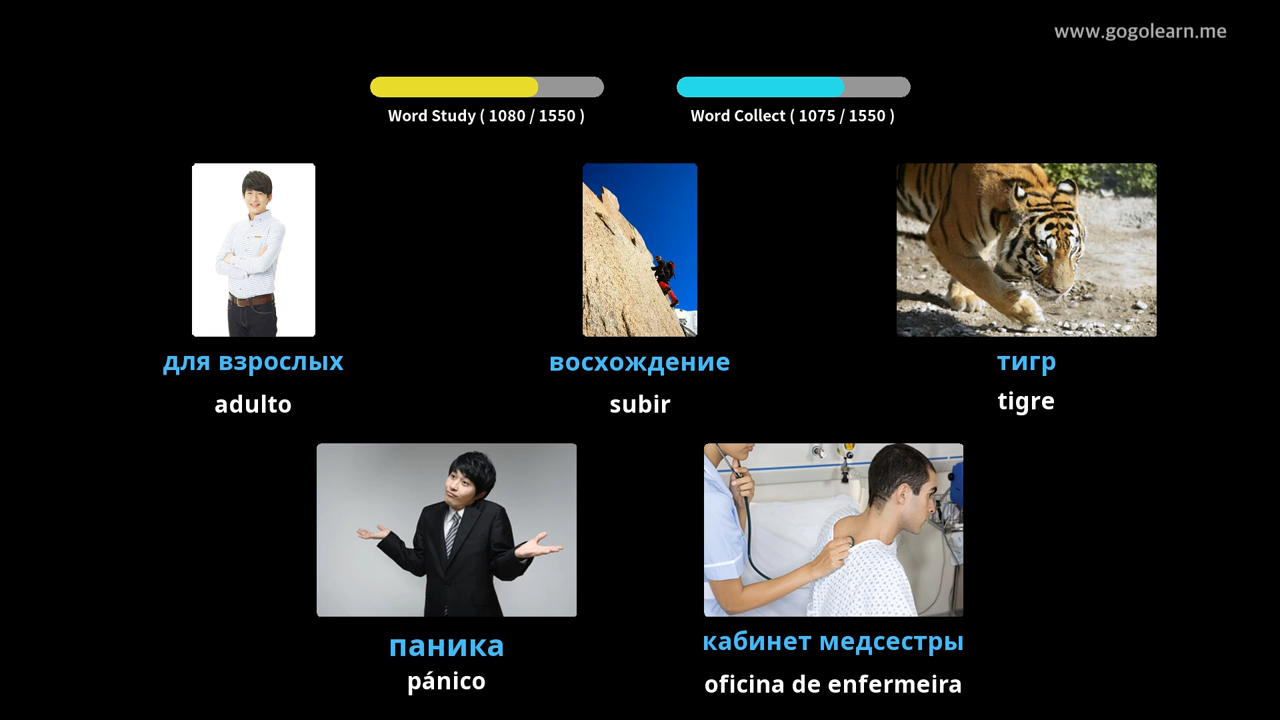 www.gogolearn.me
Word Study ( 1080 / 1550 )
Word Collect ( 1075 / 1550 )
для взрослых
adulto
восхождение
subir
тигр
tigre
паника
pánico
кабинет медсестры
oficina de enfermeira